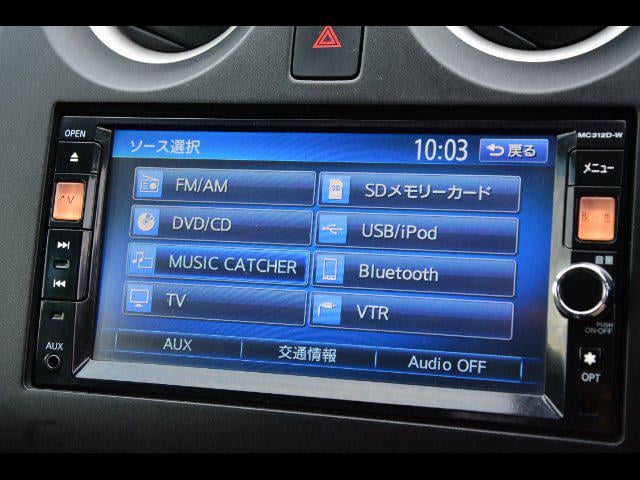 OPEN
MC312D-W
ソース選択
10:03
戻る
メニュー
AV
FM/AM
SDメモリーカード
SD
DVD/CD
USB/iPod
MUSIC CATCHER
Bluetooth
音量
TV
VTR
PUSH
ON-OFF
AUX
AUX
交通情報
Audio OFF
OPT